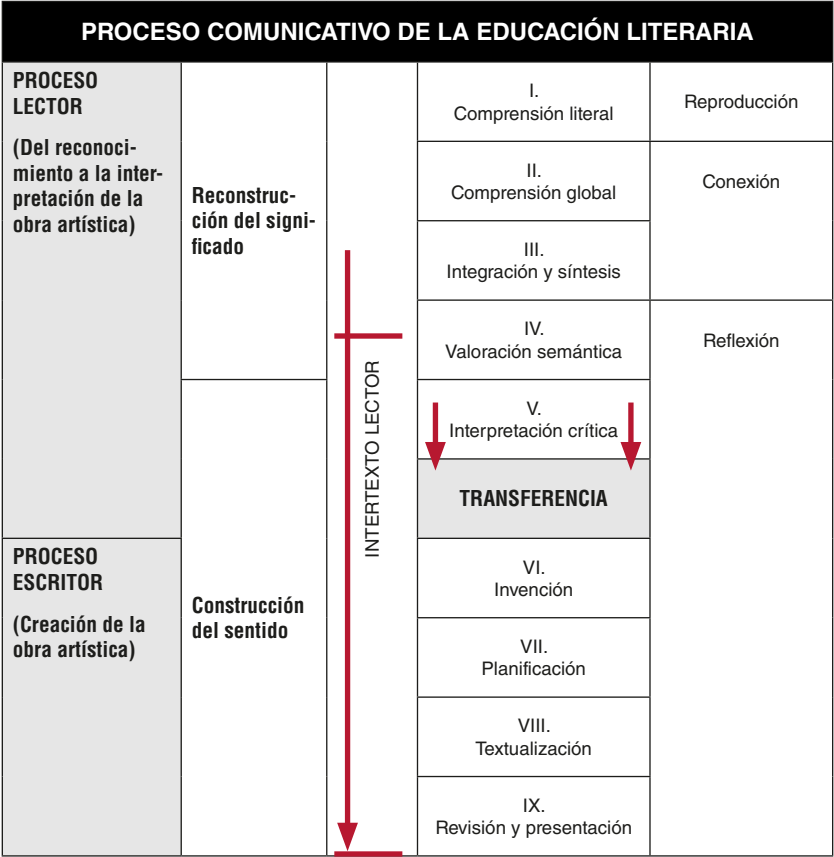 PROCESO COMUNICATIVO DE LA EDUCACIÓN LITERARIA
PROCESO
LECTOR
(Del reconoci-
miento a la inter-
pretación de la
obra artística)
Reconstruc-
ción del signi-
ficado
I.
Comprensión literal
Reproducción
II.
Comprensión global
Conexión
III.
Integración y síntesis
IV.
Valoración semántica
Reflexión
INTERTEXTO LECTOR
V.
Interpretación crítica
TRANSFERENCIA
PROCESO
ESCRITOR
(Creación de la
obra artística)
Construcción
del sentido
VI.
Invención
VII.
Planificación
VIII.
Textualización
IX.
Revisión y presentación